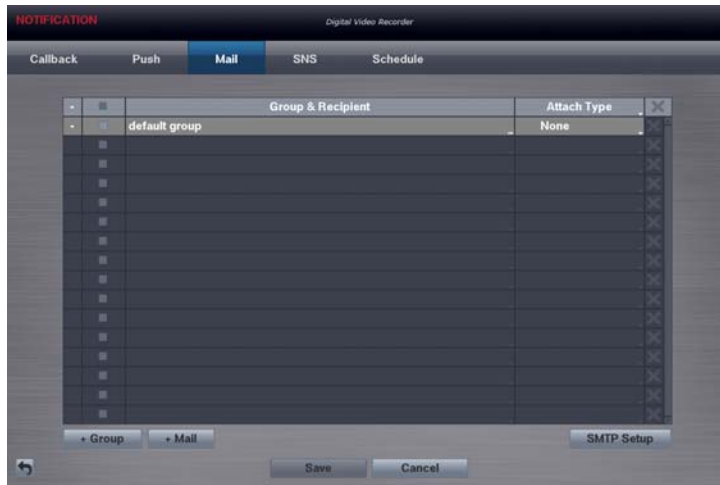 NOTIFICATION
Digital Video Recorder
Callback Push Mail SNS Schedule
- Group & Recipient Attach Type
- default group None
+ Group + Mail SMTP Setup
Save Cancel